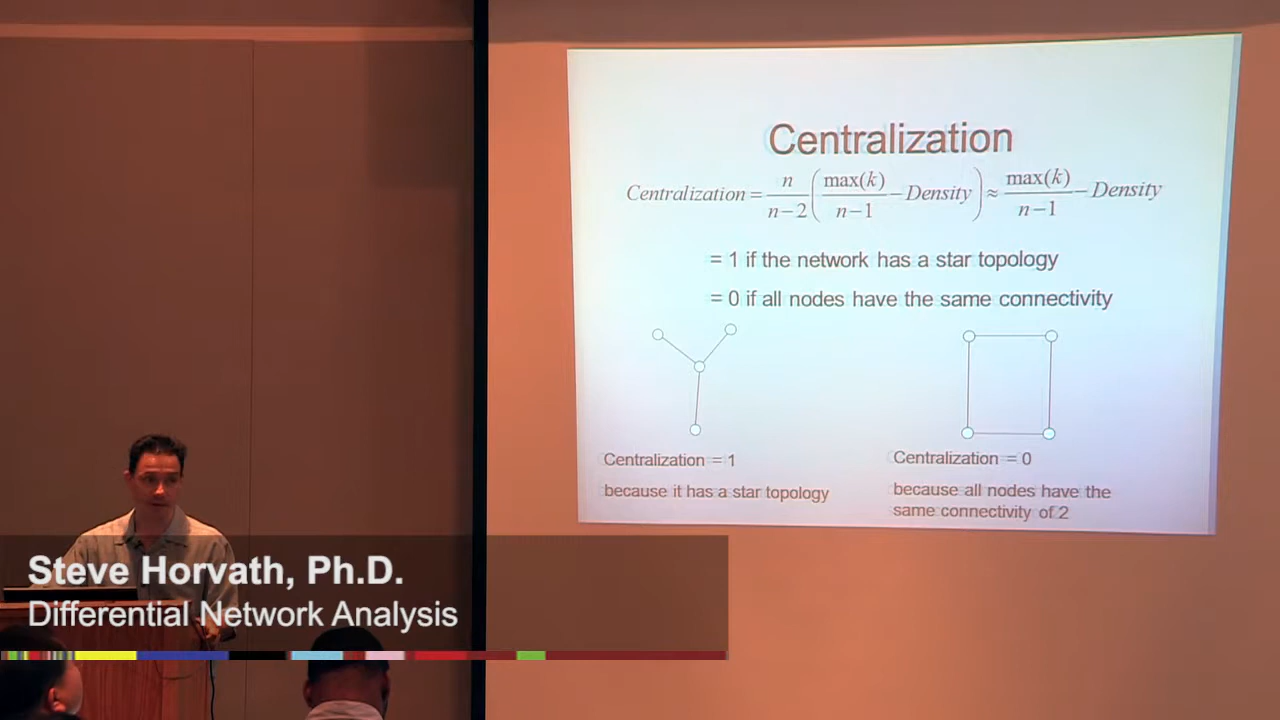 Centralization
Centralization = n/(n−2) (max(k)/(n−1) − Density) ≈ max(k)/(n−1) − Density
= 1 if the network has a star topology
= 0 if all nodes have the same connectivity
Centralization = 1
because it has a star topology
Centralization = 0
because all nodes have the
same connectivity of 2
Steve Horvath, Ph.D.
Differential Network Analysis